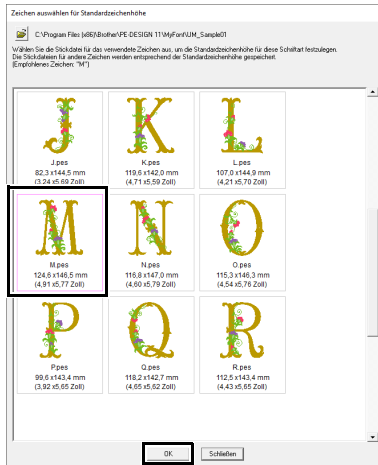 Zeichen auswählen für Standardzeichenhöhe
C:\Program Files (x86)\Brother\PE-DESIGN 11\MyFont\UM_Sample01
Wählen Sie die Stickdatei für das verwendete Zeichen aus, um die Standardzeichenhöhe für diese Schriftart festzulegen.
Die Stickdateien für andere Zeichen werden entsprechend der Standardzeichenhöhe gespeichert.
(Empfohlenes Zeichen: "M")
J K L
J.pes K.pes L.pes
82,3 x144,5 mm 119,6 x142,0 mm 107,0 x144,9 mm
(3,24 x5,69 Zoll) (4,71 x5,59 Zoll) (4,21 x5,70 Zoll)
M N O
M.pes N.pes O.pes
124,6 x146,5 mm 116,8 x147,0 mm 115,3 x146,3 mm
(4,91 x5,77 Zoll) (4,60 x5,79 Zoll) (4,54 x5,76 Zoll)
P Q R
P.pes Q.pes R.pes
99,6 x143,4 mm 118,2 x142,7 mm 112,5 x143,4 mm
(3,92 x5,65 Zoll) (4,65 x5,62 Zoll) (4,43 x5,65 Zoll)
OK Schließen